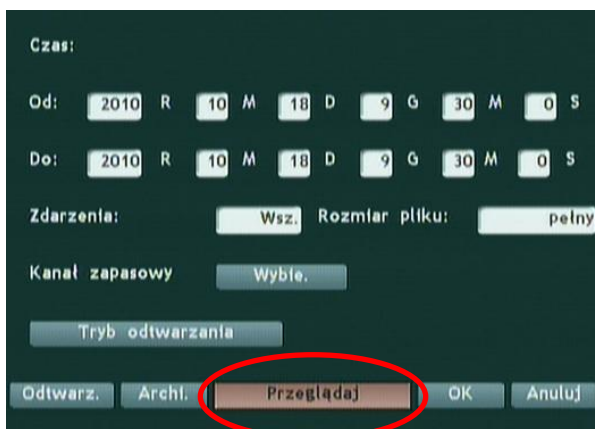 Czas:
Od: 2010 R 10 M 18 D 9 G 30 M 0 S
Do: 2010 R 10 M 18 D 9 G 30 M 0 S
Zdarzenia: Wsz. Rozmiar pliku: pełny
Kanał zapasowy Wybie.
Tryb odtwarzania
Odtwarz. Archi. Przeglądaj OK Anuluj